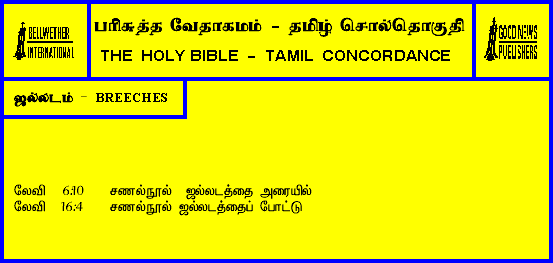 BELLWETHER
INTERNATIONAL
பரிசுத்த வேதாகமம் - தமிழ் சொல்தொகுதி
THE HOLY BIBLE - TAMIL CONCORDANCE
GOOD NEWS
PUBLISHERS
ஜல்லடம் - BREECHES
லேவி 6:10 சணல்நூல் ஜல்லடத்தை அரையில்
லேவி 16:4 சணல்நூல் ஜல்லடத்தைப் போட்டு